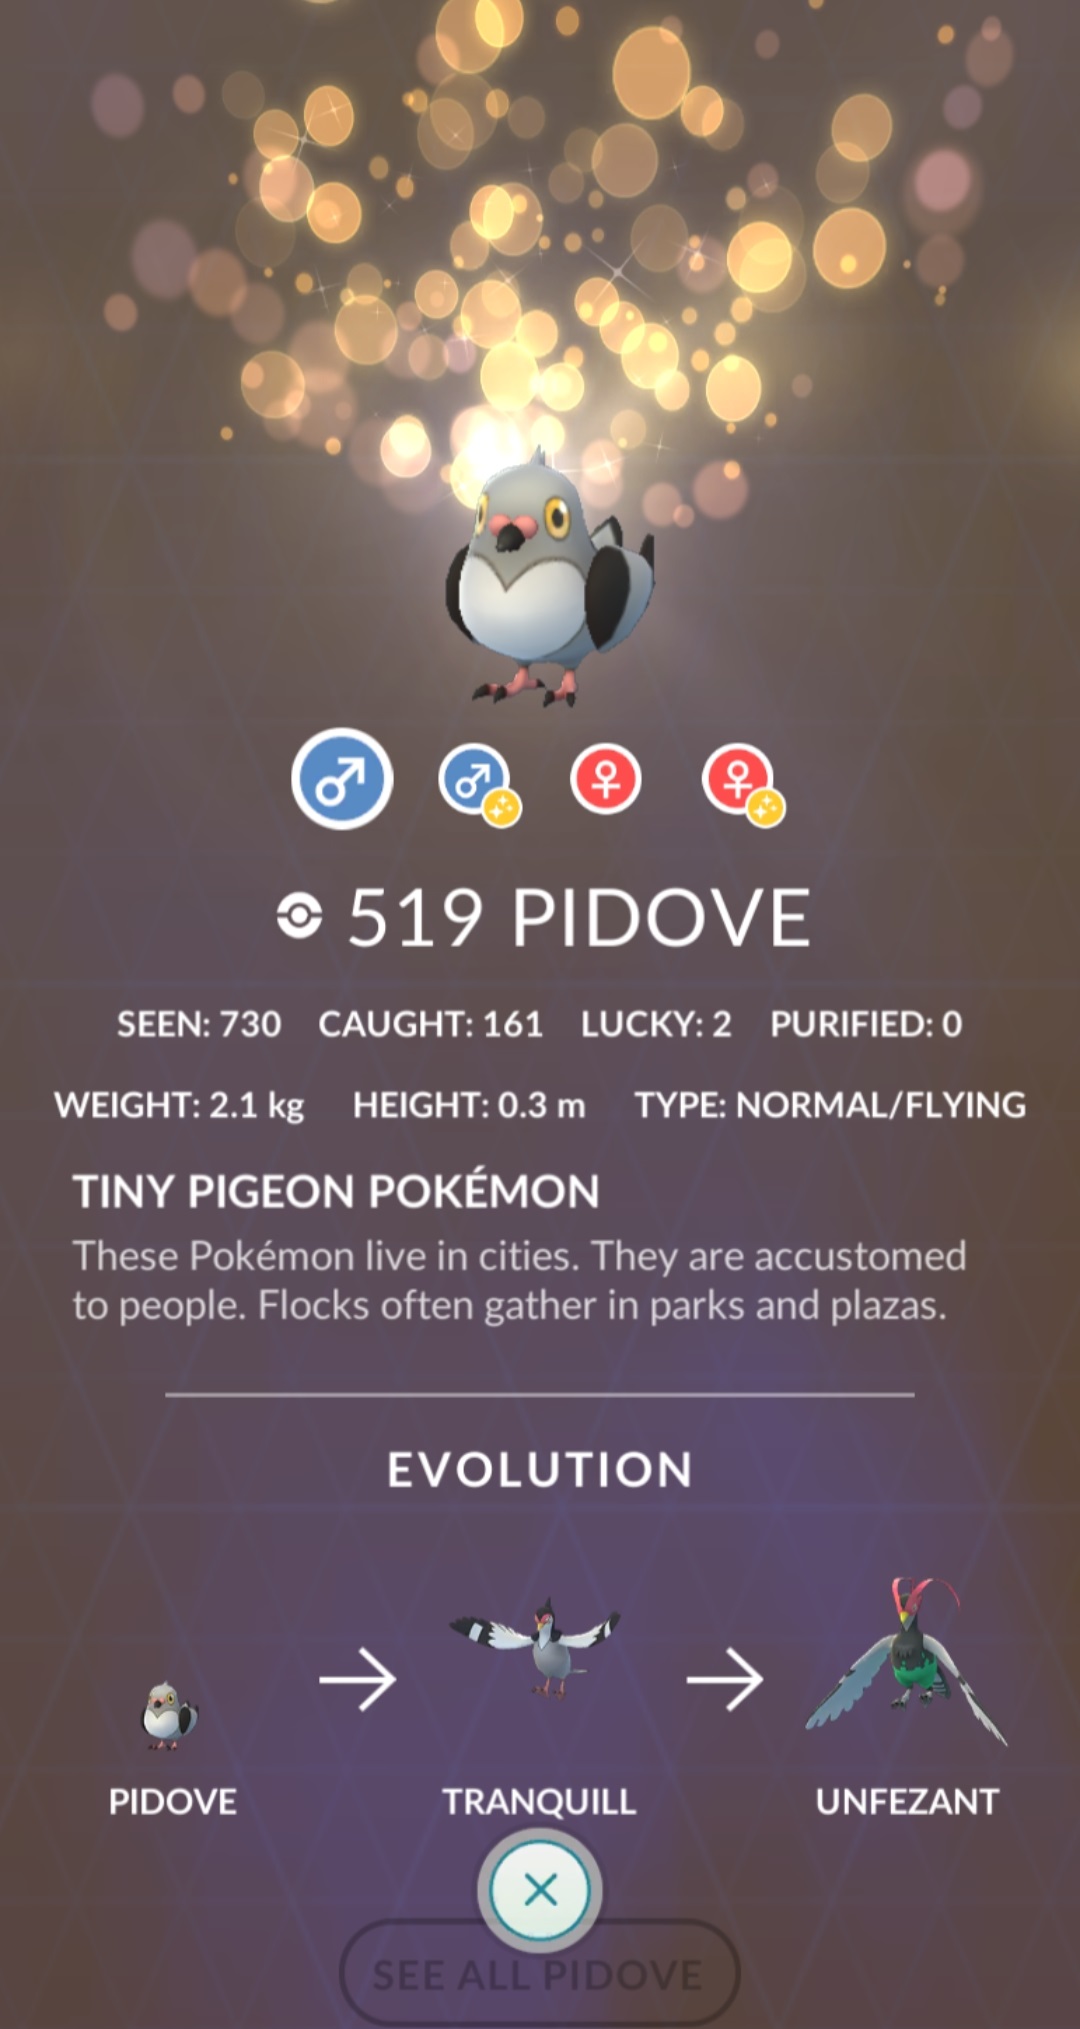 519 PIDOVE
SEEN: 730 CAUGHT: 161 LUCKY: 2 PURIFIED: 0
WEIGHT: 2.1 kg HEIGHT: 0.3 m TYPE: NORMAL/FLYING
TINY PIGEON POKÉMON
These Pokémon live in cities. They are accustomed
to people. Flocks often gather in parks and plazas.
EVOLUTION
PIDOVE TRANQUILL UNFEZANT
SEE ALL PIDOVE